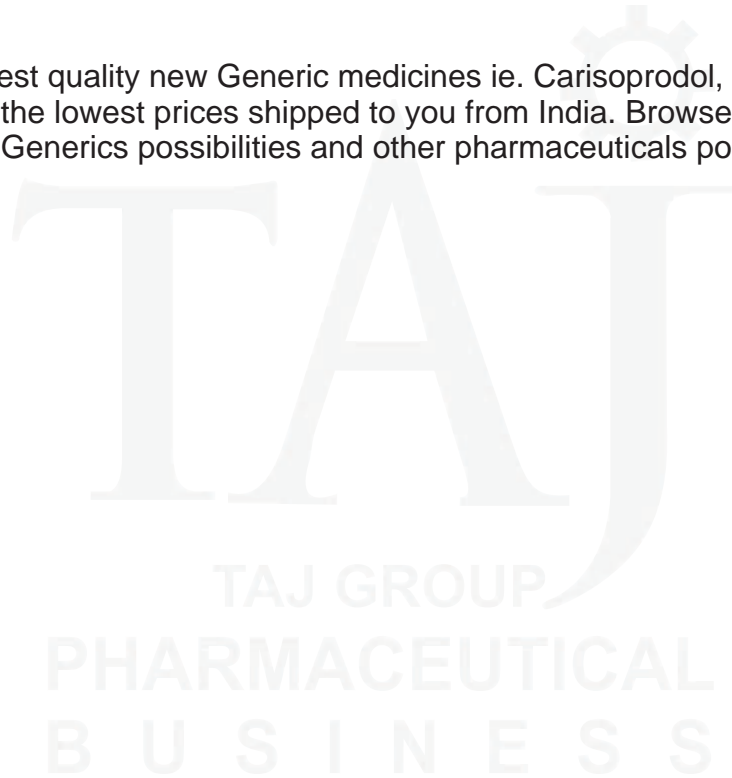 est quality new Generic medicines ie. Carisoprodol,
the lowest prices shipped to you from India. Browse
Generics possibilities and other pharmaceuticals po
TAJ
TAJ GROUP
PHARMACEUTICAL
BUSINESS